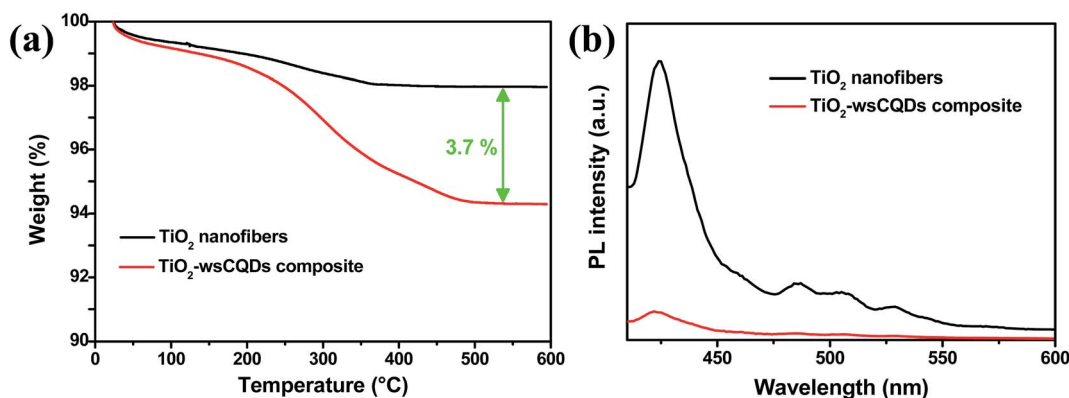 (a)
100
98
96
94
92
90
Weight (%)
3.7 %
TiO2 nanofibers
TiO2-wsCQDs composite
0
100
200
300
400
500
600
Temperature (°C)
(b)
PL intensity (a.u.)
TiO2 nanofibers
TiO2-wsCQDs composite
450
500
550
600
Wavelength (nm)